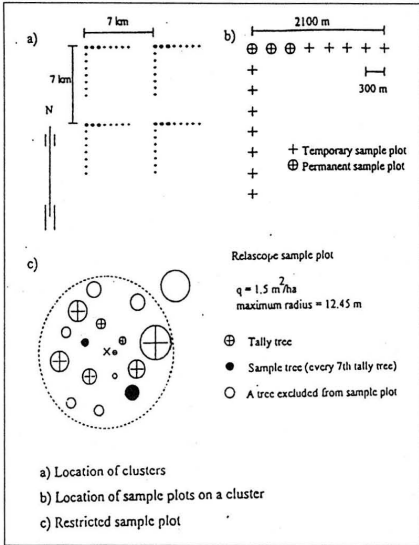 a)
7 km
7 km
N
b)
2100 m
300 m
+ Temporary sample plot
⊕ Permanent sample plot
c)
Relascope sample plot
q = 1.5 m²/ha
maximum radius = 12.45 m
⊕ Tally tree
● Sample tree (every 7th tally tree)
○ A tree excluded from sample plot
a) Location of clusters
b) Location of sample plots on a cluster
c) Restricted sample plot